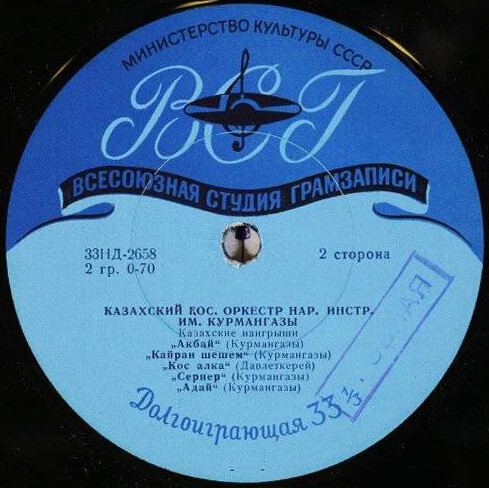 МИНИСТЕРСТВО КУЛЬТУРЫ СССР
ВСГ
ВСЕСОЮЗНАЯ СТУДИЯ ГРАМЗАПИСИ
33НД-2658
2 гр. 0-70
2 сторона
КАЗАХСКИЙ ГОС. ОРКЕСТР НАР. ИНСТР.
ИМ. КУРМАНГАЗЫ
Казахские наигрыши
„Акбай“ (Курмангазы)
„Кайран шешем“ (Курмангазы)
„Кос алка“ (Давлеткерей)
„Серпер“ (Курмангазы)
„Адай“ (Курмангазы)
Долгоиграющая 33⅓